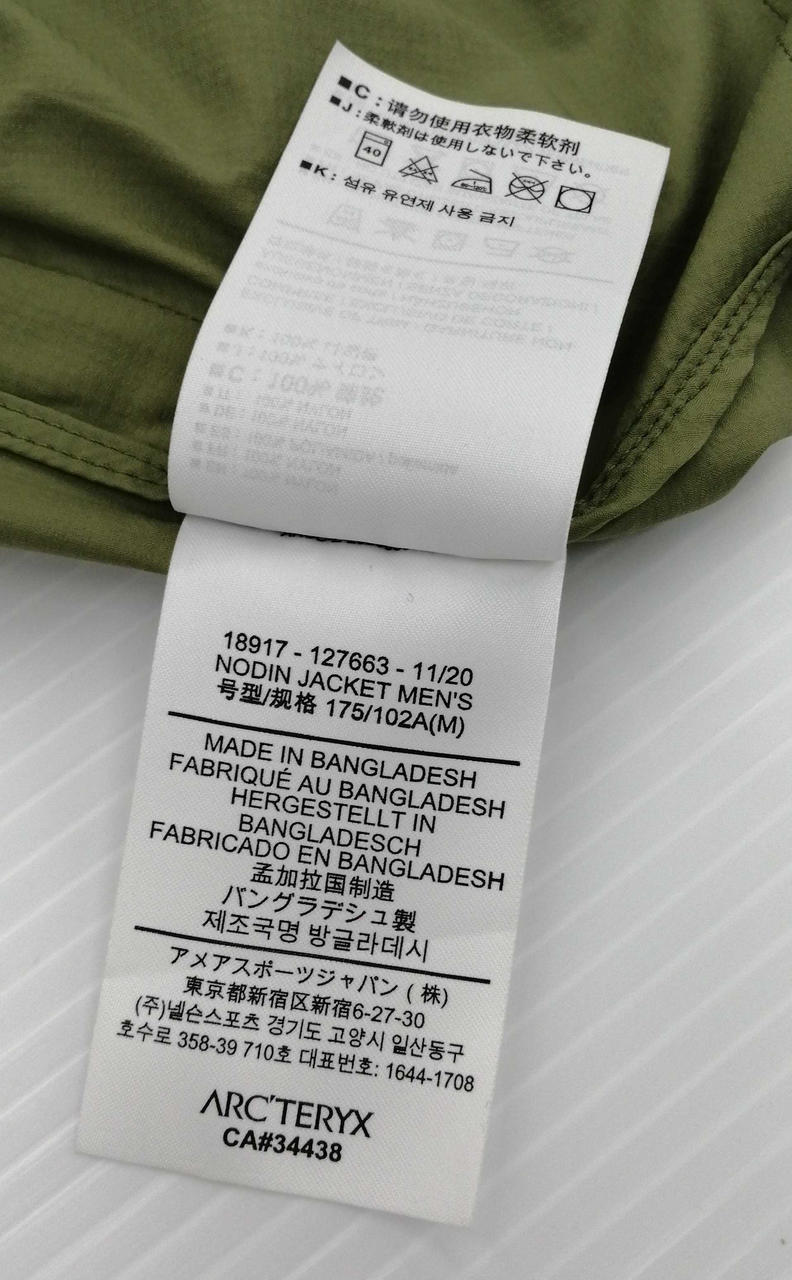 ■C : 请勿使用衣物柔软剂
■J : 柔軟剤は使用しないで下さい。
40
■K : 섬유 유연제 사용 금지
18917 - 127663 - 11/20
NODIN JACKET MEN'S
号型/规格 175/102A(M)
MADE IN BANGLADESH
FABRIQUÉ AU BANGLADESH
HERGESTELLT IN
BANGLADESCH
FABRICADO EN BANGLADESH
孟加拉国制造
バングラデシュ製
제조국명 방글라데시
アメアスポーツジャパン ( 株)
東京都新宿区新宿6-27-30
(주)넬슨스포츠 경기도 고양시 일산동구
호수로 358-39 710호 대표번호: 1644-1708
ARC'TERYX
CA#34438